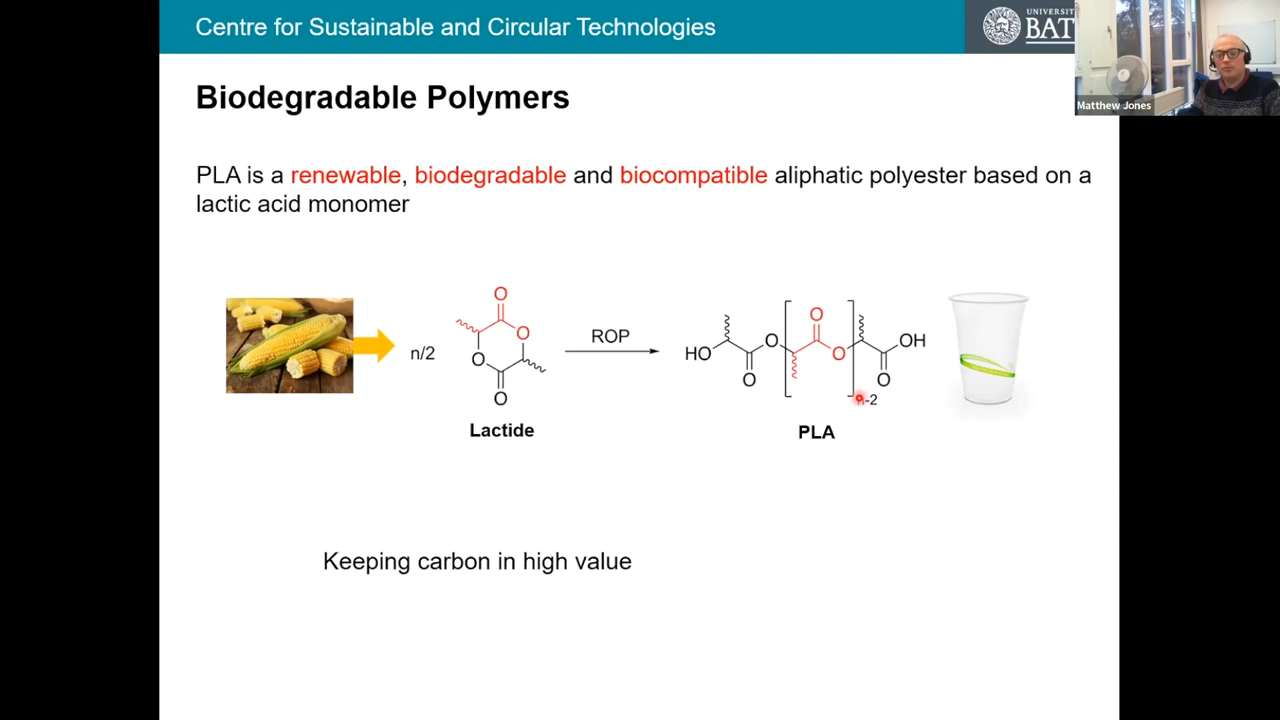 Centre for Sustainable and Circular Technologies
UNIVERSIT
BAT
Matthew Jones
Biodegradable Polymers
PLA is a renewable, biodegradable and biocompatible aliphatic polyester based on a
lactic acid monomer
n/2
O
O
O
O
Lactide
ROP
HO
O
O
O
O
O
OH
n-2
PLA
Keeping carbon in high value